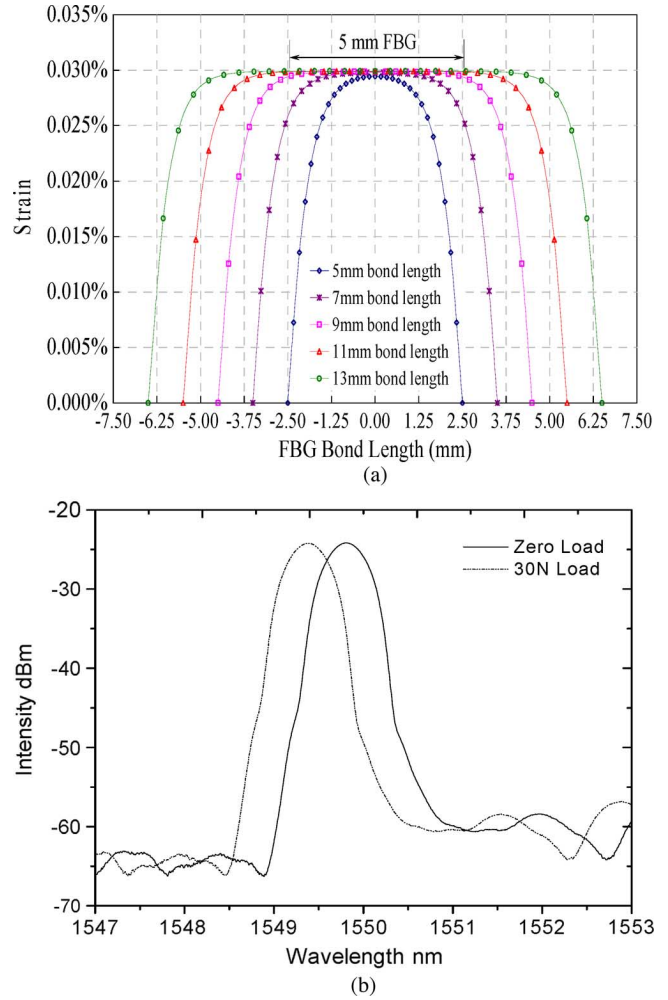 0.035%
5 mm FBG
0.030%
0.025%
0.020%
0.015%
0.010%
0.005%
0.000%
Strain
5mm bond length
7mm bond length
9mm bond length
11mm bond length
13mm bond length
-7.50 -6.25 -5.00 -3.75 -2.50 -1.25 0.00 1.25 2.50 3.75 5.00 6.25 7.50
FBG Bond Length (mm)
(a)
-20
-30
-40
-50
-60
-70
Intensity dBm
Zero Load
30N Load
1547 1548 1549 1550 1551 1552 1553
Wavelength nm
(b)